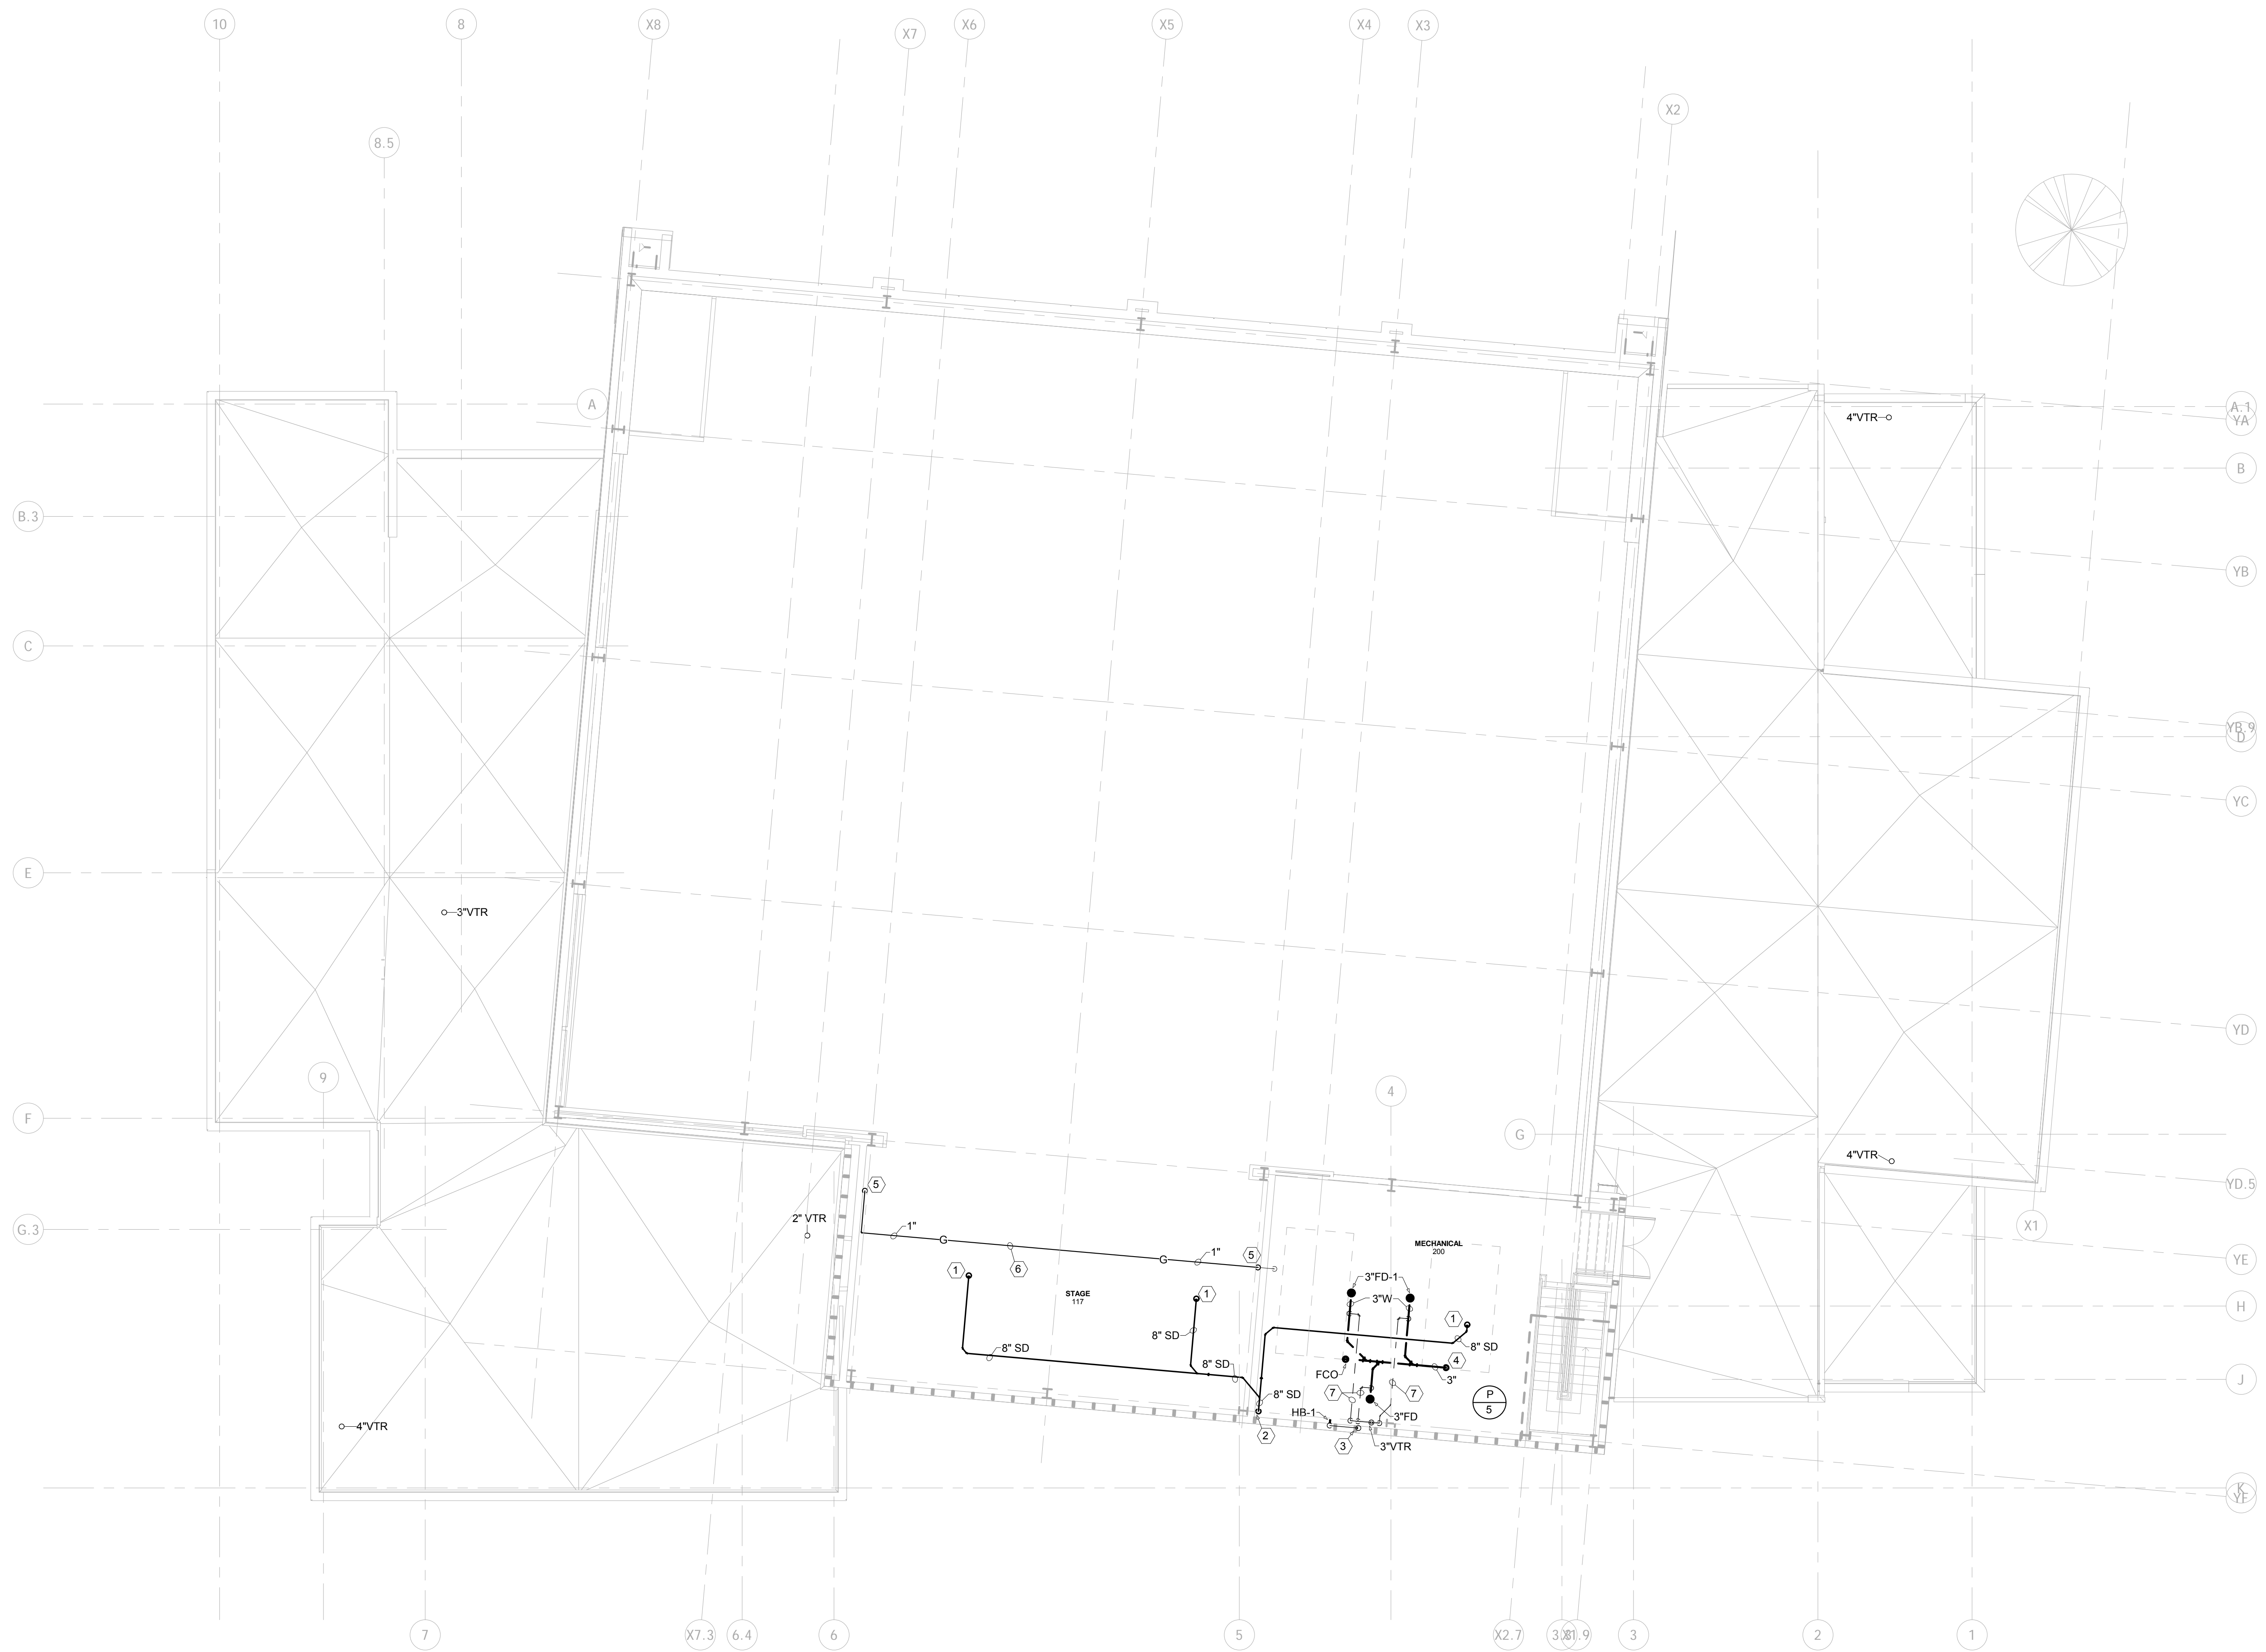 10
8
X8
X7
X6
X5
X4
X3
X2
8.5
A
A.1
YA
4"VTR
B
B.3
YB
C
YB.9
D
YC
E
3"VTR
YD
9
4
F
G
4"VTR
YD.5
5
X1
G.3
2" VTR
1"
G
6
G
1"
5
MECHANICAL
200
YE
1
3"FD-1
STAGE
117
1
3"W
H
1
8" SD
8" SD
8" SD
8" SD
FCO
4
3"
J
7
7
P
5
8" SD
HB-1
3"FD
4"VTR
2
3
3"VTR
K
YF
7
X7.3
6.4
6
5
X2.7
X1.9
3
2
1